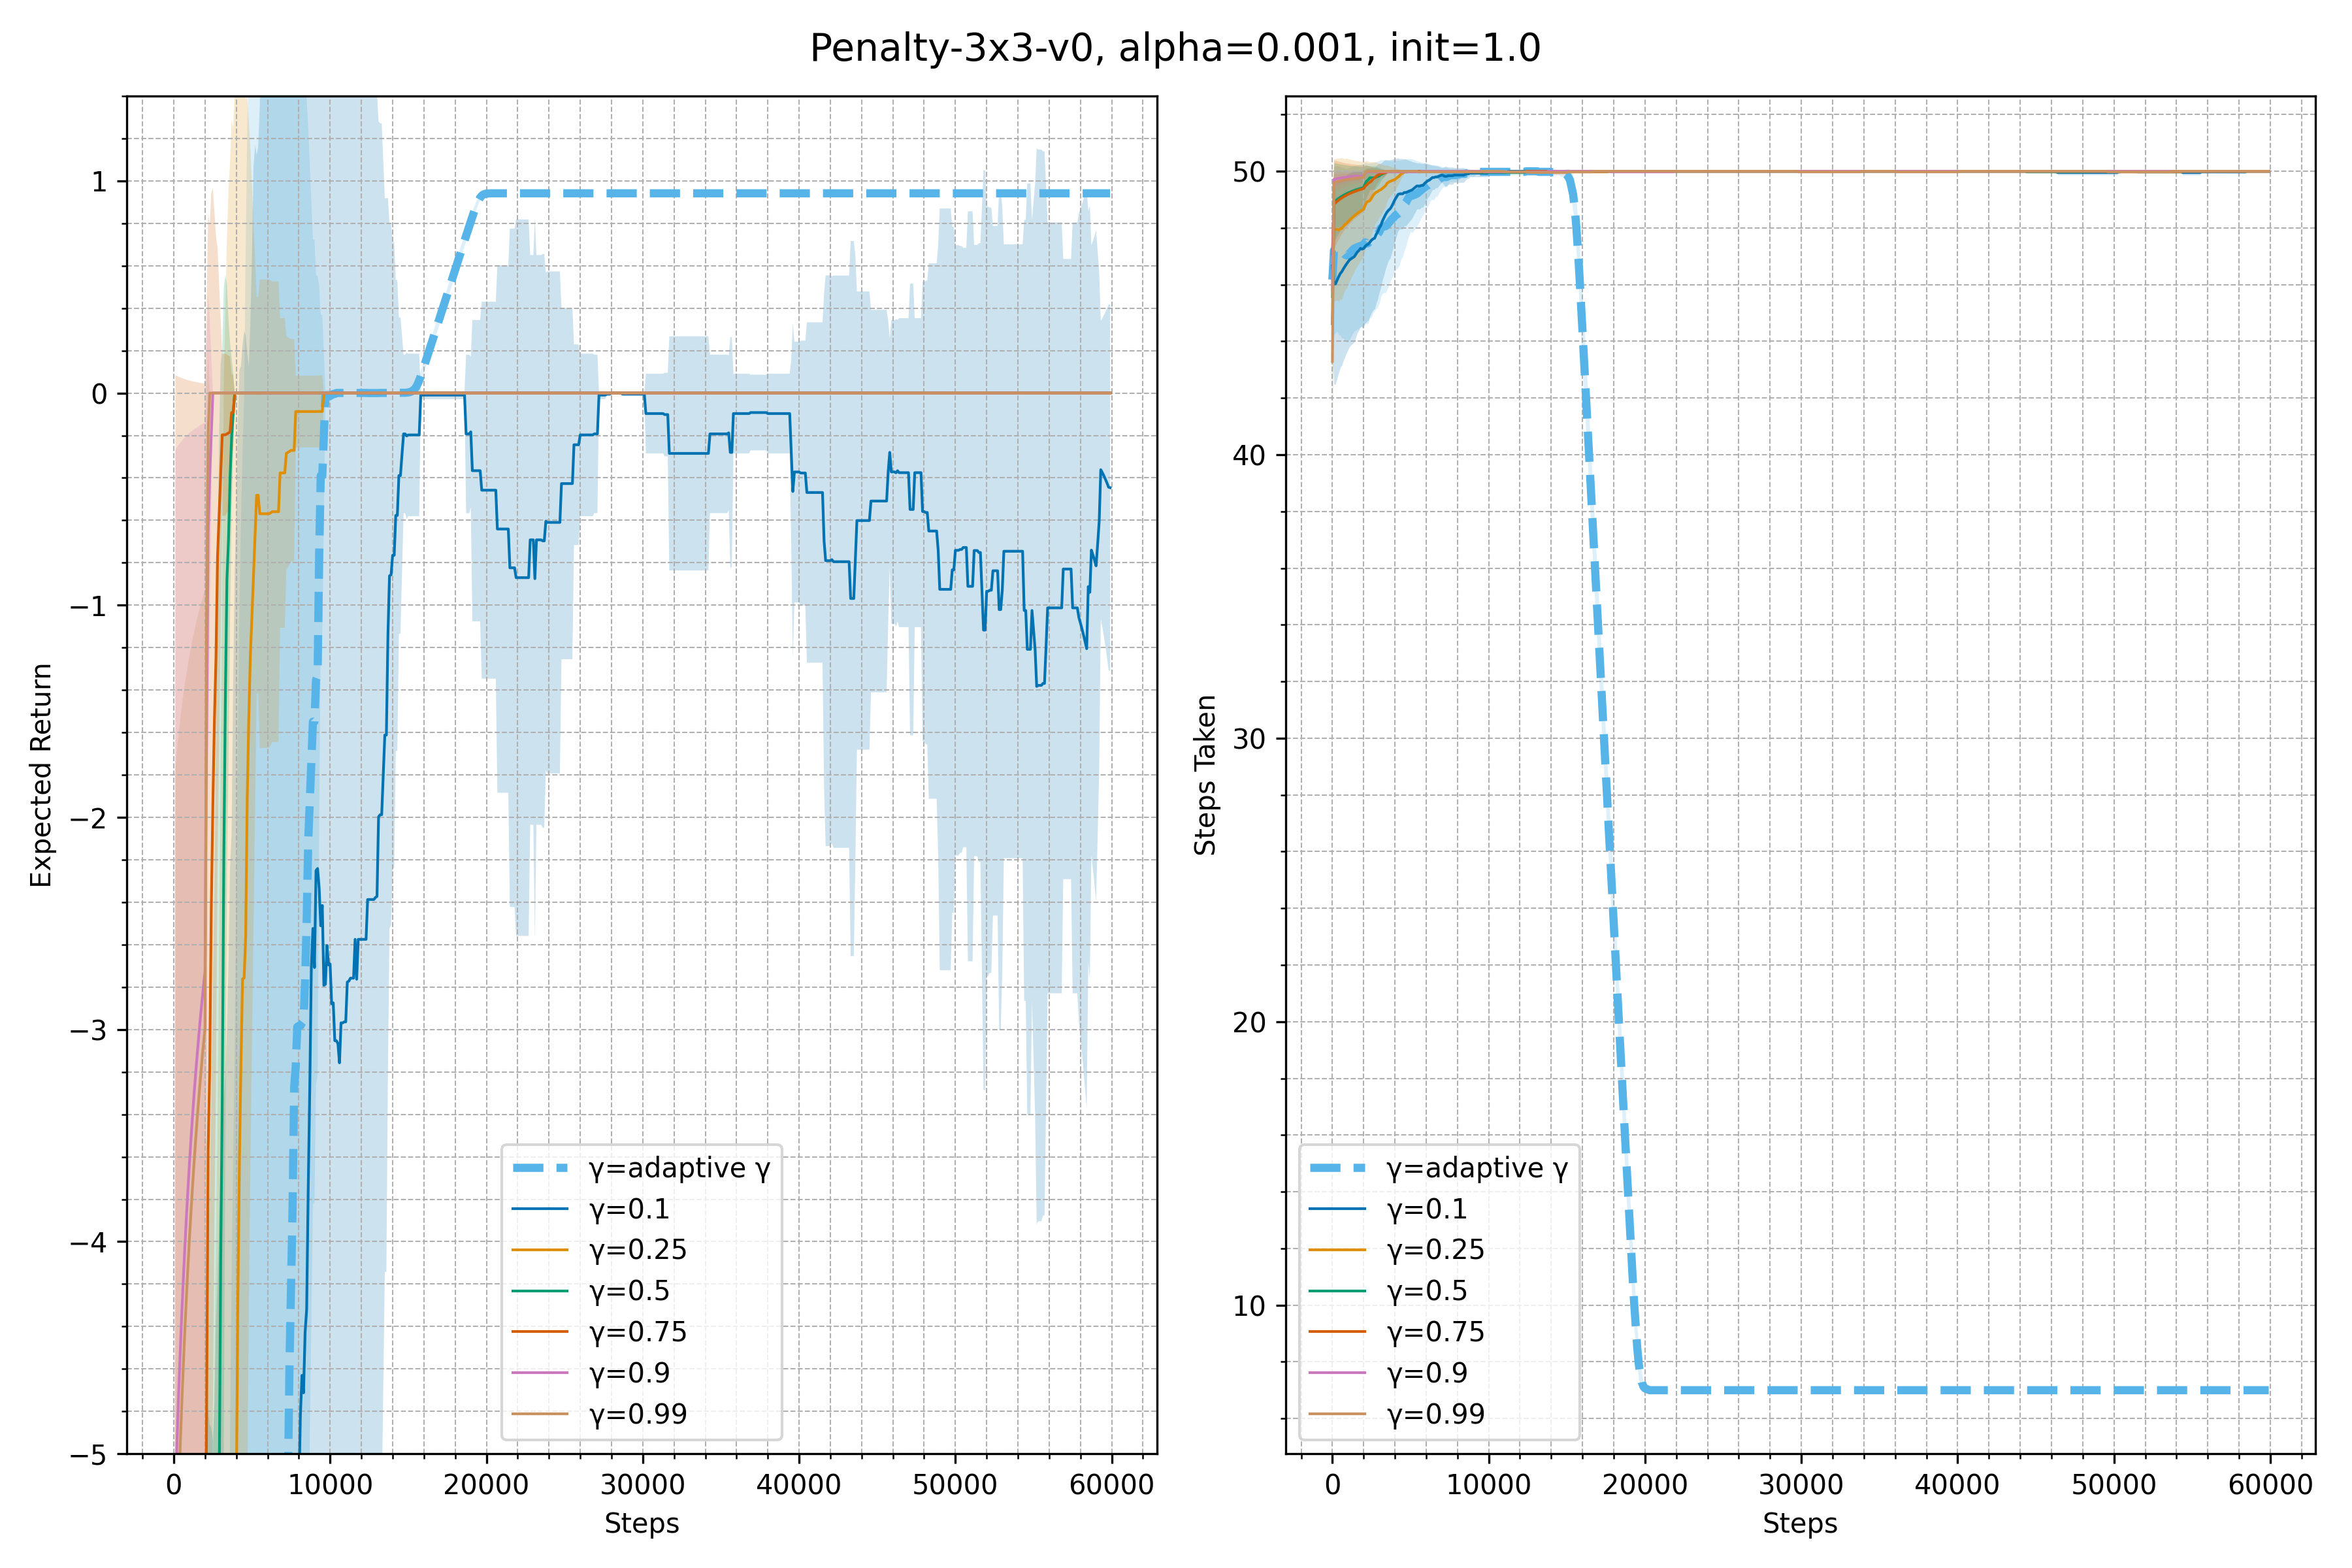 Penalty-3x3-v0, alpha=0.001, init=1.0
Expected Return
1
0
−1
−2
−3
−4
−5
γ=adaptive γ
γ=0.1
γ=0.25
γ=0.5
γ=0.75
γ=0.9
γ=0.99
0 10000 20000 30000 40000 50000 60000
Steps
Steps Taken
50
40
30
20
10
γ=adaptive γ
γ=0.1
γ=0.25
γ=0.5
γ=0.75
γ=0.9
γ=0.99
0 10000 20000 30000 40000 50000 60000
Steps